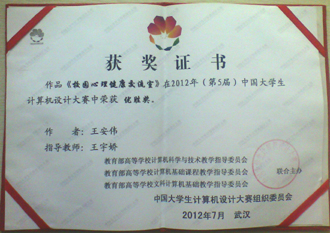 获奖证书
作品《校园心理健康交流室》在2012年（第5届）中国大学生
计算机设计大赛中荣获 优胜奖。
作 者：王安伟
指导教师：王宇娇
教育部高等学校计算机科学与技术教学指导委员会
教育部高等学校计算机基础课程教学指导委员会 联合主办
教育部高等学校文科计算机基础教学指导委员会
中国大学生计算机设计大赛组织委员会
2012年7月 武汉